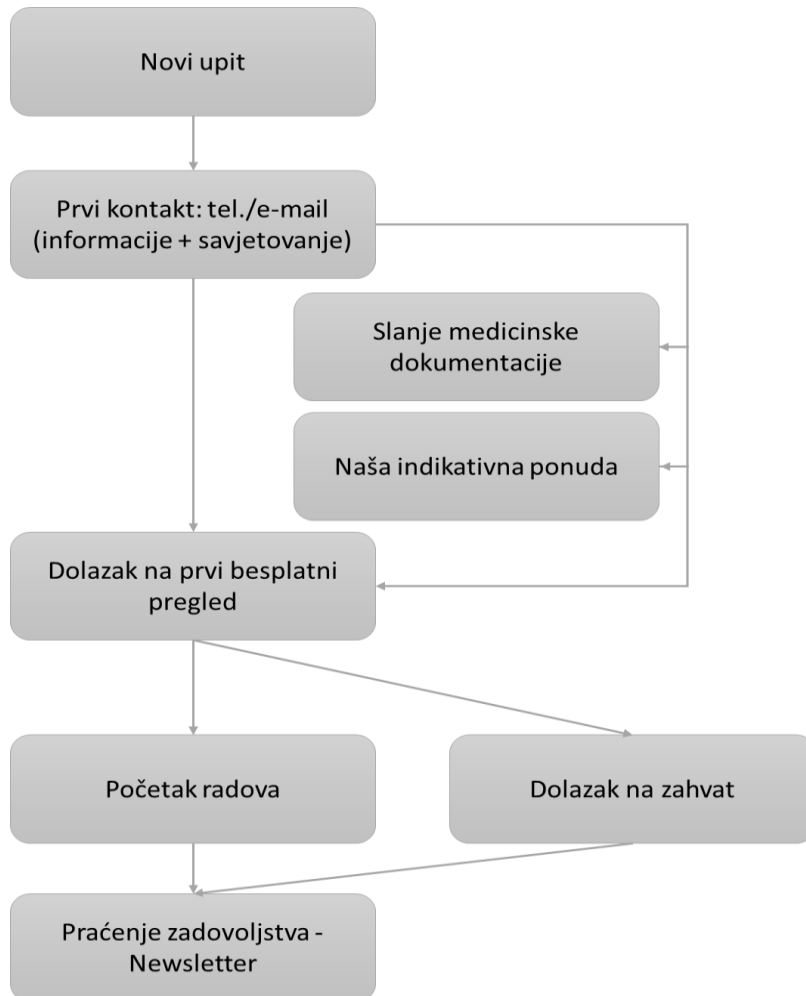 Novi upit
Prvi kontakt: tel./e-mail
(informacije + savjetovanje)
Slanje medicinske
dokumentacije
Naša indikativna ponuda
Dolazak na prvi besplatni
pregled
Početak radova
Dolazak na zahvat
Praćenje zadovoljstva -
Newsletter